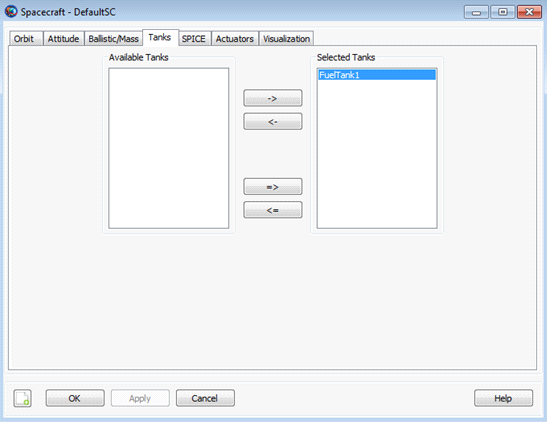 Spacecraft - DefaultSC
Orbit Attitude Ballistic/Mass Tanks SPICE Actuators Visualization
Available Tanks Selected Tanks
FuelTank1
->
<-
=>
<=
OK Apply Cancel Help